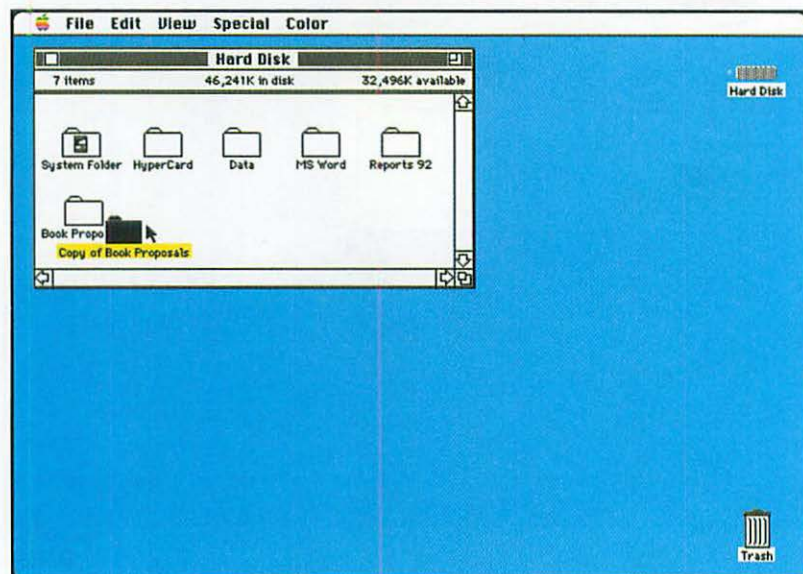 File Edit View Special Color
Hard Disk
7 items 46,241K in disk 32,496K available
System Folder HyperCard Data MS Word Reports 92
Book Propo
Copy of Book Proposals
Hard Disk
Trash